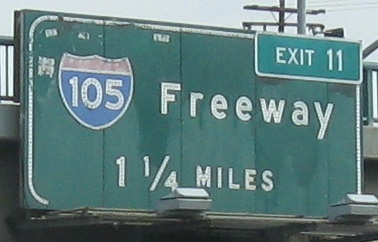 EXIT 11
105 Freeway
1 1/4 MILES